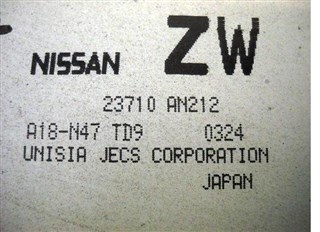 NISSAN ZW
23710 AN212
A18-N47 TD9 0324
UNISIA JECS CORPORATION
JAPAN